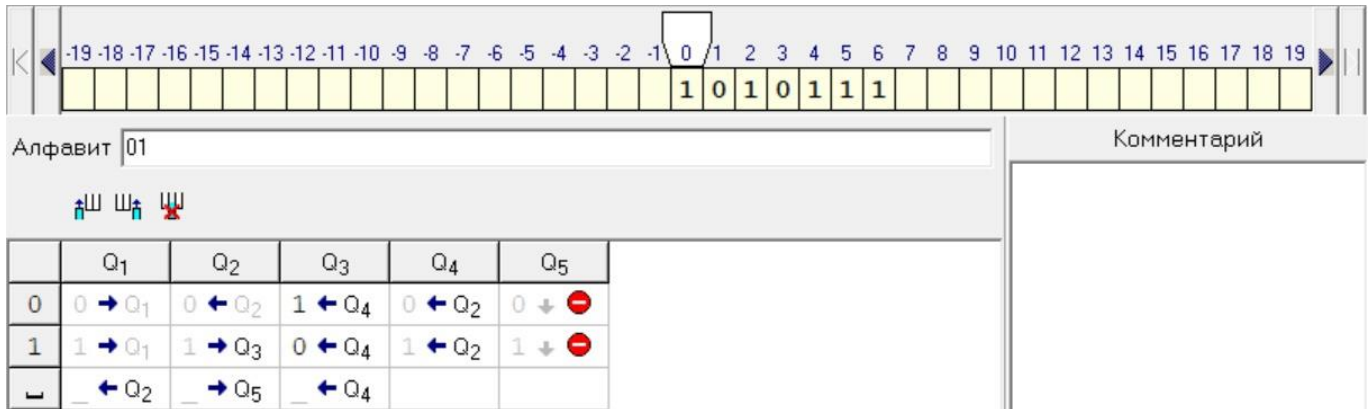 -19 -18 -17 -16 -15 -14 -13 -12 -11 -10 -9 -8 -7 -6 -5 -4 -3 -2 -1 0 1 2 3 4 5 6 7 8 9 10 11 12 13 14 15 16 17 18 19
1 0 1 0 1 1 1
Алфавит 01
Комментарий
Q1 Q2 Q3 Q4 Q5
0 0 → Q1 0 ← Q2 1 ← Q4 0 ← Q2 0 ↓
1 1 → Q1 1 → Q3 0 ← Q4 1 ← Q2 1 ↓
␣ _ ← Q2 _ → Q5 _ ← Q4